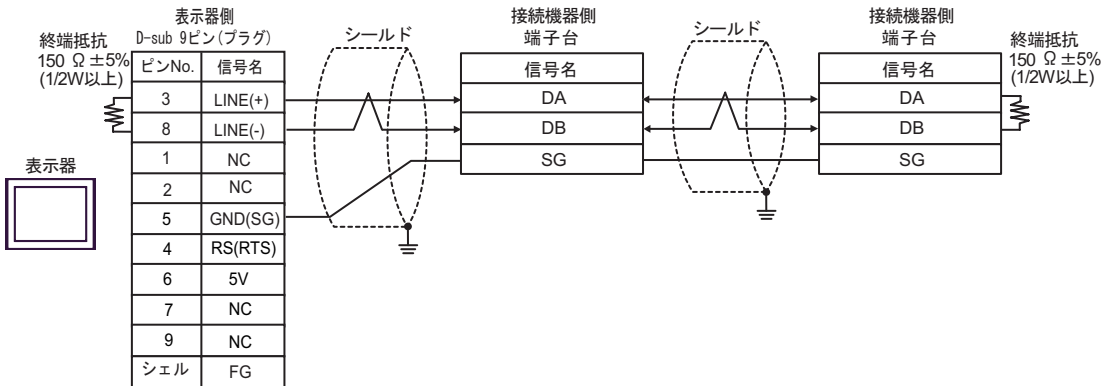 表示器側
D-sub 9ピン(プラグ)
終端抵抗
150 Ω ±5%
(1/2W以上)
ピンNo. 信号名
3 LINE(+)
8 LINE(-)
1 NC
2 NC
5 GND(SG)
4 RS(RTS)
6 5V
7 NC
9 NC
シェル FG
表示器
シールド
接続機器側
端子台
信号名
DA
DB
SG
シールド
接続機器側
端子台
信号名
DA
DB
SG
終端抵抗
150 Ω ±5%
(1/2W以上)